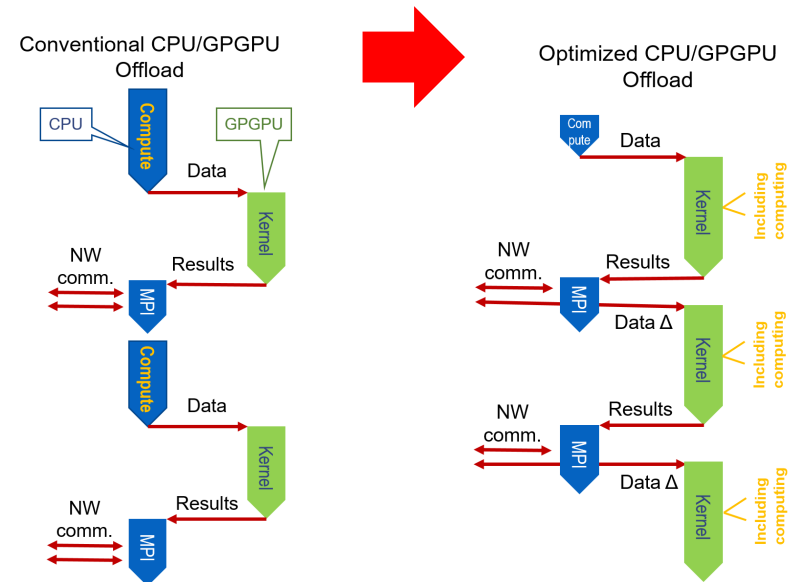 Conventional CPU/GPGPU
Offload
CPU
Compute
GPGPU
Data
Kernel
NW
comm.
Results
MPI
Compute
Data
Kernel
NW
comm.
Results
MPI
Optimized CPU/GPGPU
Offload
Com
pute
Data
Kernel
Including
computing
NW
comm.
Results
MPI
Data Δ
Kernel
Including
computing
NW
comm.
Results
MPI
Data Δ
Kernel
Including
computing